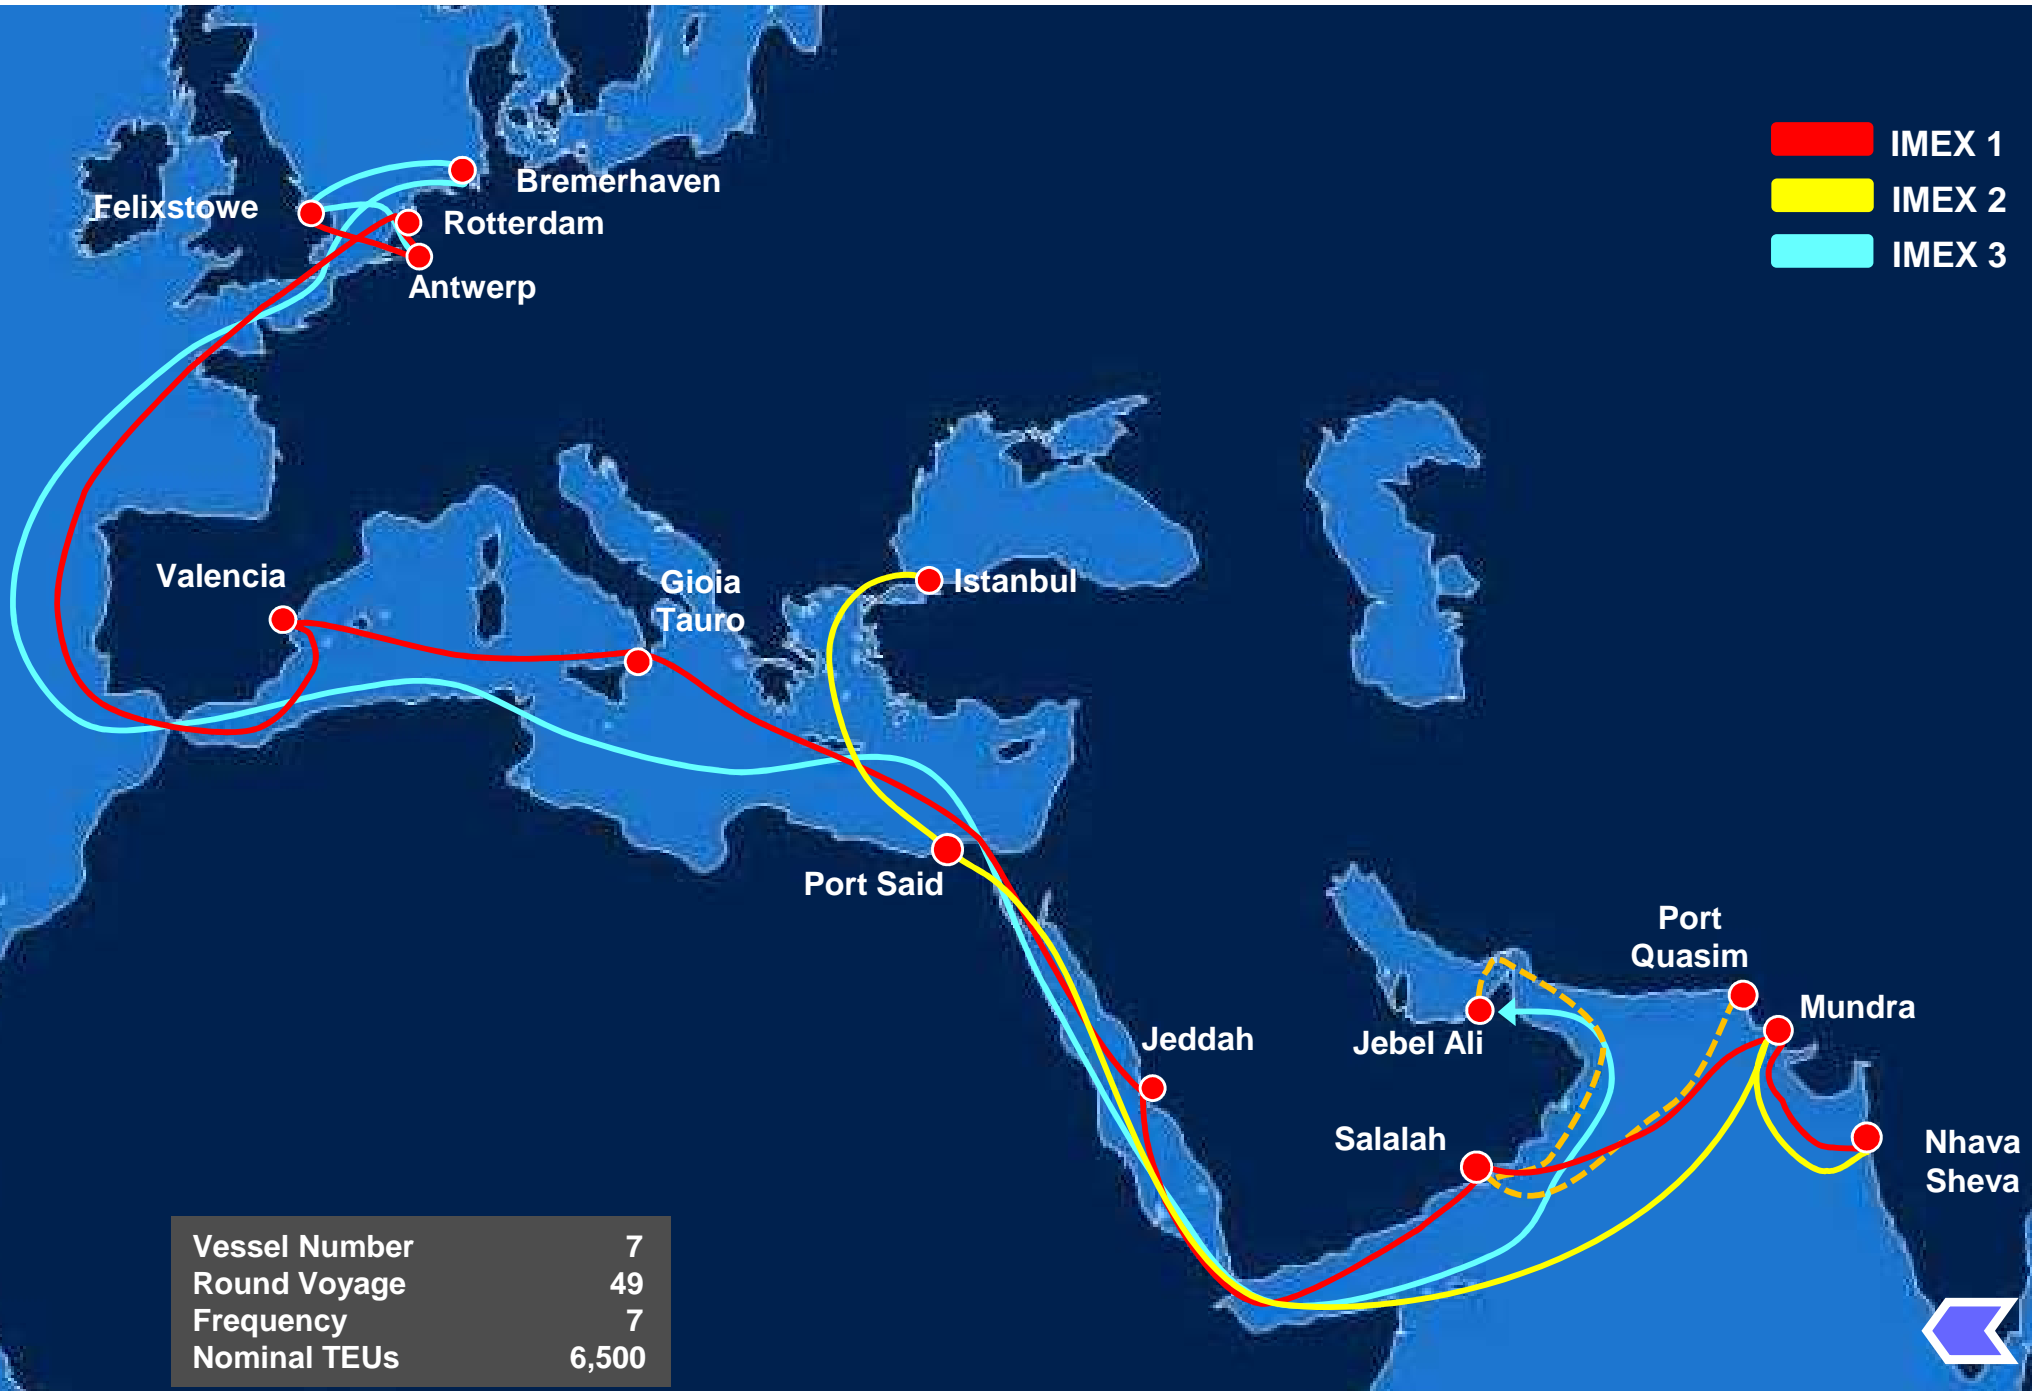 IMEX 1
IMEX 2
IMEX 3
Bremerhaven
Felixstowe
Rotterdam
Antwerp
Valencia
Gioia
Tauro
Istanbul
Port Said
Port
Quasim
Mundra
Jeddah
Jebel Ali
Salalah
Nhava
Sheva
Vessel Number 7
Round Voyage 49
Frequency 7
Nominal TEUs 6,500